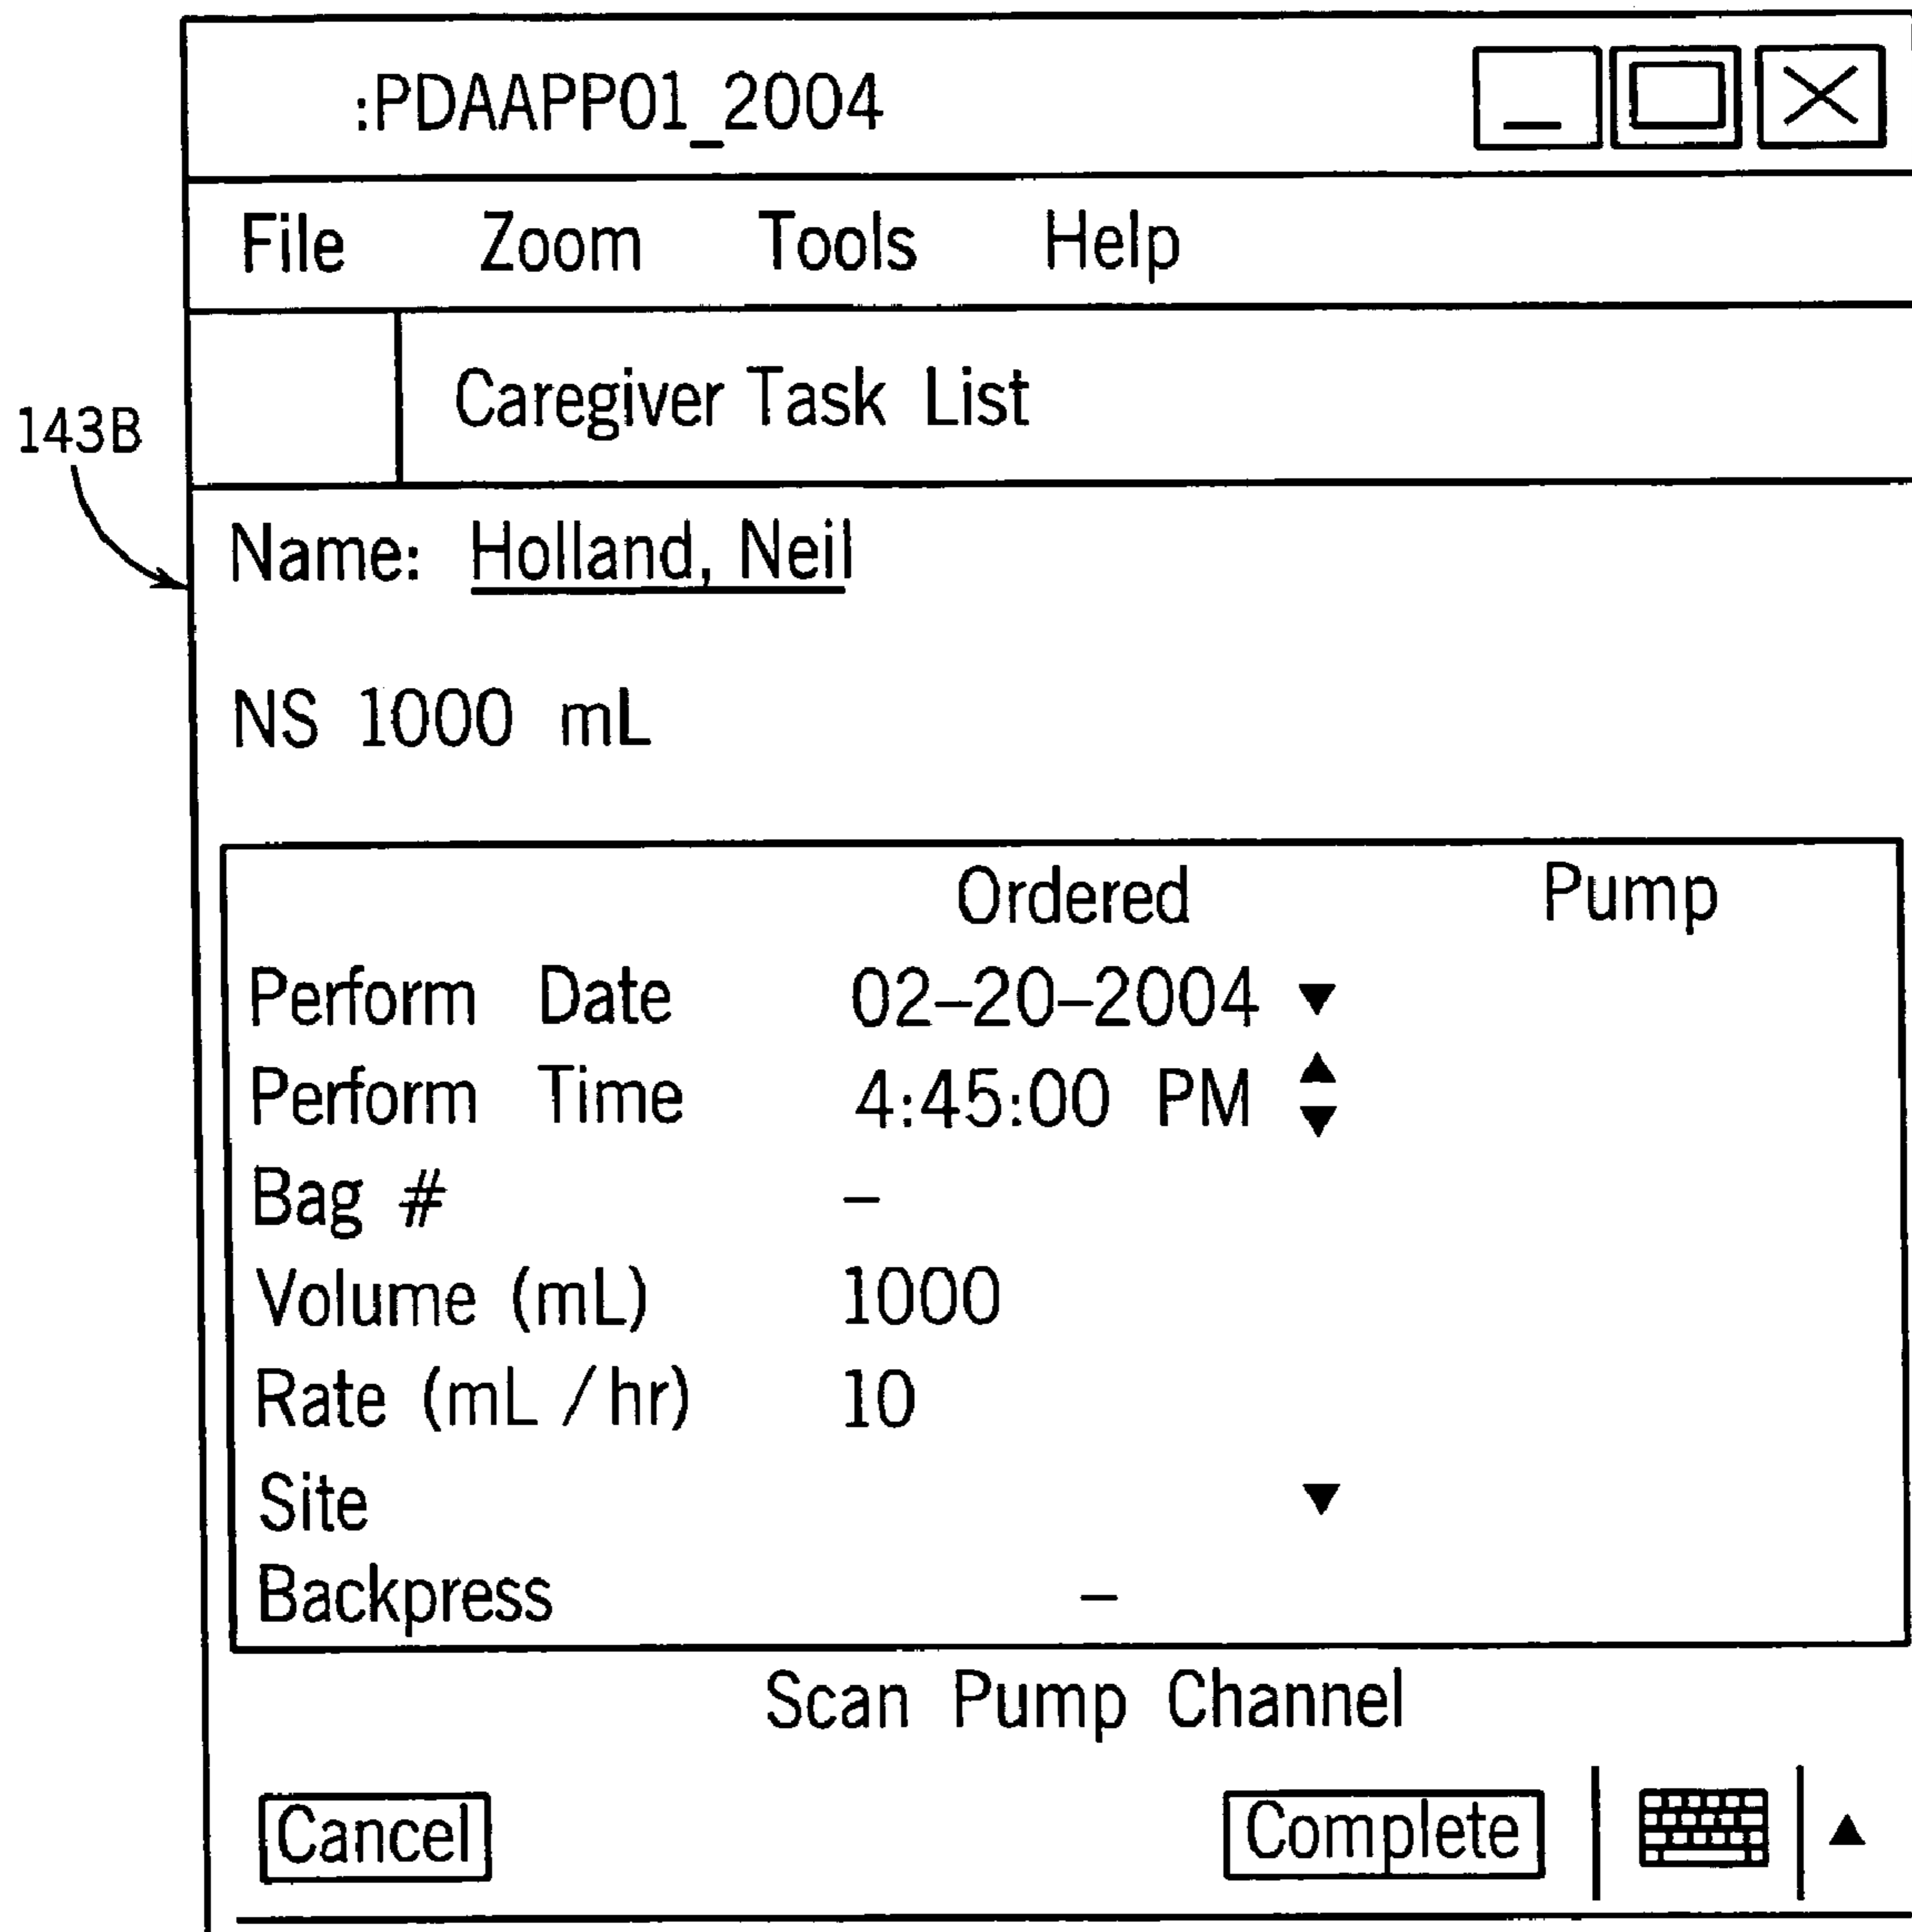 :PDAAPP01_2004
File Zoom Tools Help
Caregiver Task List
143B
Name: Holland, Neil
NS 1000 mL
Ordered Pump
Perform Date 02–20–2004 ▼
Perform Time 4:45:00 PM ▲▼
Bag # –
Volume (mL) 1000
Rate (mL / hr) 10
Site ▼
Backpress –
Scan Pump Channel
Cancel Complete ▲